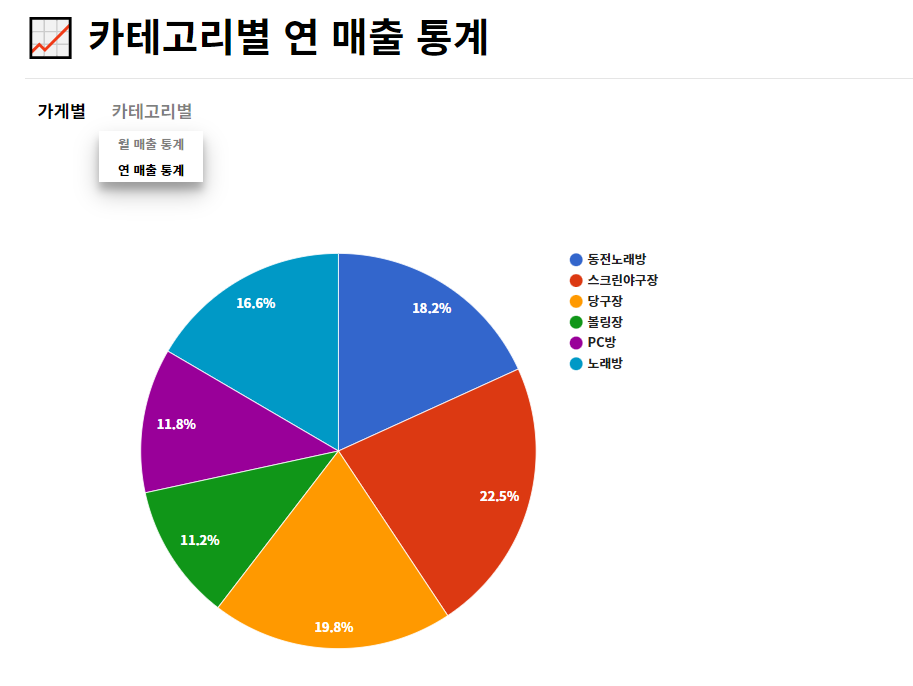 카테고리별 연 매출 통계
가게별 카테고리별
월 매출 통계
연 매출 통계
동전노래방
스크린야구장
당구장
볼링장
PC방
노래방
16.6%
18.2%
11.8%
22.5%
11.2%
19.8%